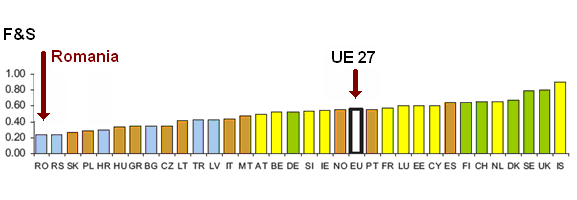 F&S
Romania
UE 27
1.00
0.80
0.60
0.40
0.20
0.00
RO RS SK PL HR HU GR BG CZ LT TR LV IT MT AT BE DE SI IE NO EU PT FR LU EE CY ES FI CH NL DK SE UK IS